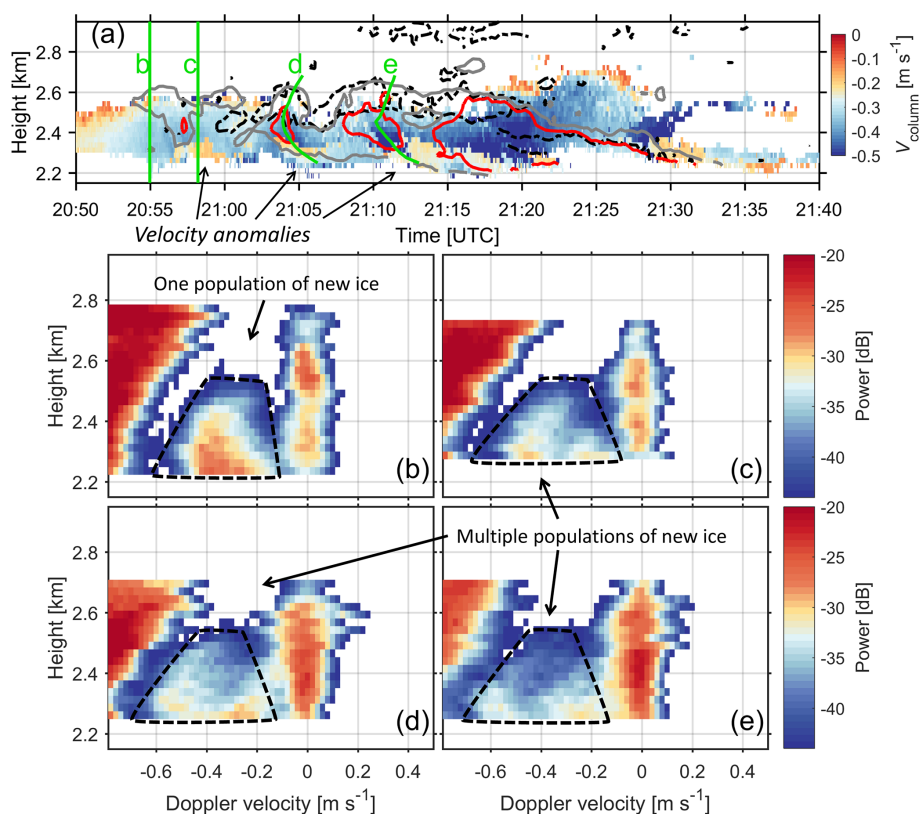 (a)
b
c
d
e
Height [km]
2.8
2.6
2.4
2.2
20:50 20:55 21:00 21:05 21:10 21:15 21:20 21:25 21:30 21:35 21:40
Velocity anomalies
Time [UTC]
0
-0.1
-0.2
-0.3
-0.4
-0.5
V column [m s⁻¹]
One population of new ice
Height [km]
2.8
2.6
2.4
2.2
(b)
(c)
-20
-25
-30
-35
-40
Power [dB]
Multiple populations of new ice
Height [km]
2.8
2.6
2.4
2.2
(d)
(e)
-20
-25
-30
-35
-40
Power [dB]
-0.6 -0.4 -0.2 0 0.2 0.4
-0.6 -0.4 -0.2 0 0.2 0.4
Doppler velocity [m s⁻¹]
Doppler velocity [m s⁻¹]